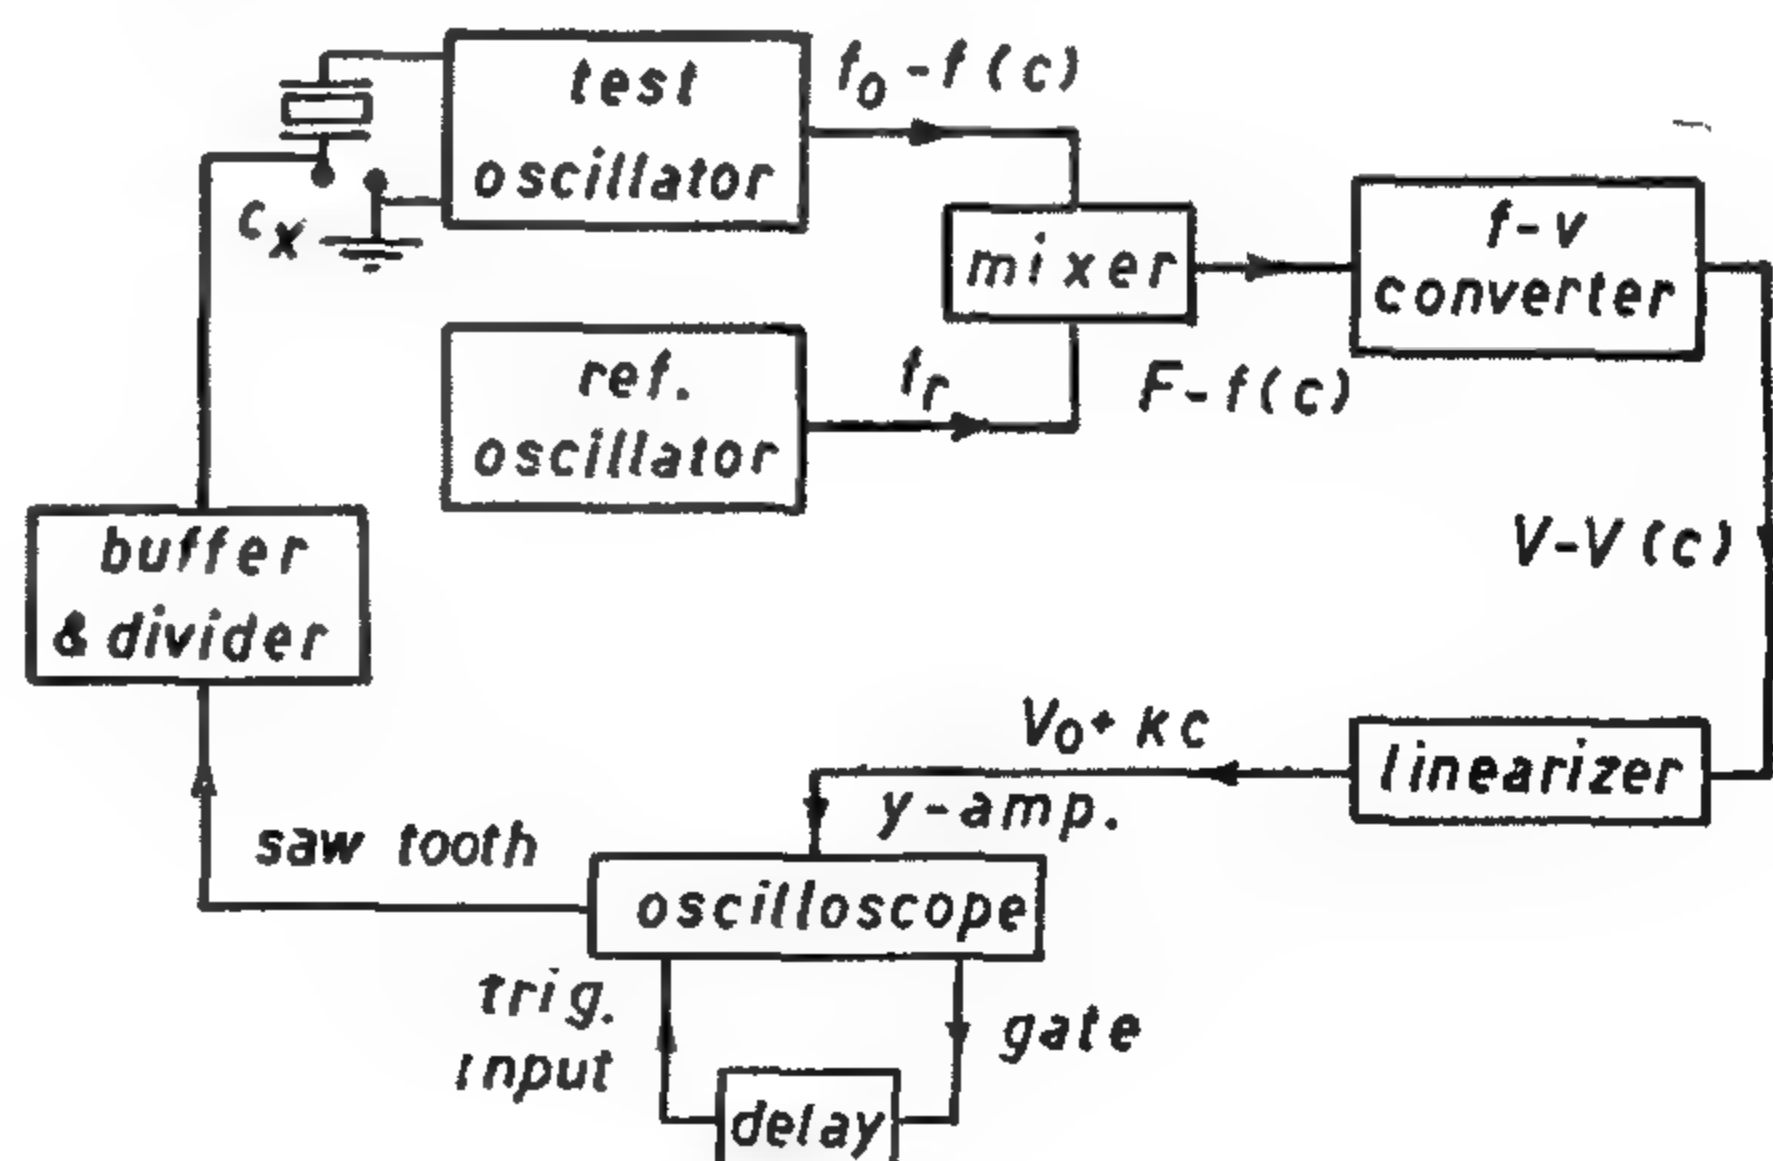 test
oscillator
f₀-f(c)
cₓ
mixer
f-v
converter
ref.
oscillator
fᵣ
F-f(c)
buffer
& divider
V-V(c)
V₀+KC
linearizer
y-amp.
saw tooth
oscilloscope
trig.
input
gate
delay